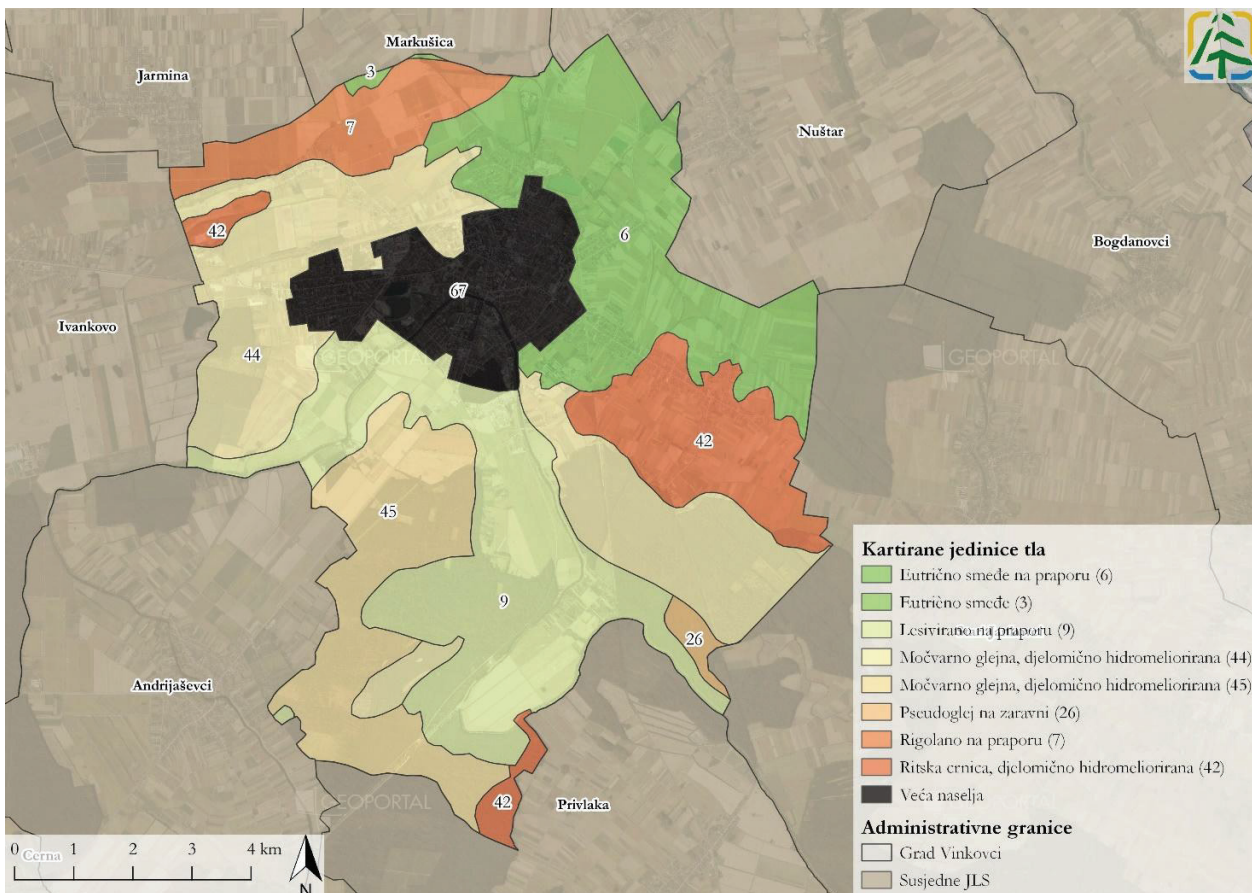 Markušica
Jarmina
3
7
Nuštar
42
6
Bogdanovci
67
Ivankovo
44
GEOPORTAL
GEOPORTAL
42
45
9
26
Andrijaševci
GEOPORTAL
42
Privlaka
Kartirane jedinice tla
Eutrično smeđe na praporu (6)
Eutrično smeđe (3)
Lesivirano na praporu (9)
Močvarno glejna, djelomično hidromeliorirana (44)
Močvarno glejna, djelomično hidromeliorirana (45)
Pseudoglej na zaravni (26)
Rigolano na praporu (7)
Ritska crnica, djelomično hidromeliorirana (42)
Veća naselja
Administrativne granice
Grad Vinkovci
Susjedne JLS
0 1 2 4 km
Cerna
N